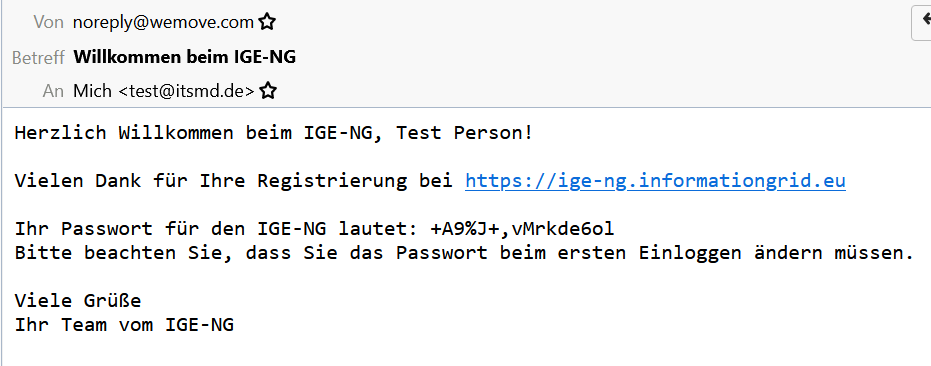 Von noreply@wemove.com
Betreff Willkommen beim IGE-NG
An Mich <test@itsmd.de>
Herzlich Willkommen beim IGE-NG, Test Person!
Vielen Dank für Ihre Registrierung bei https://ige-ng.informationgrid.eu
Ihr Passwort für den IGE-NG lautet: +A9%J+,vMrkde6ol
Bitte beachten Sie, dass Sie das Passwort beim ersten Einloggen ändern müssen.
Viele Grüße
Ihr Team vom IGE-NG